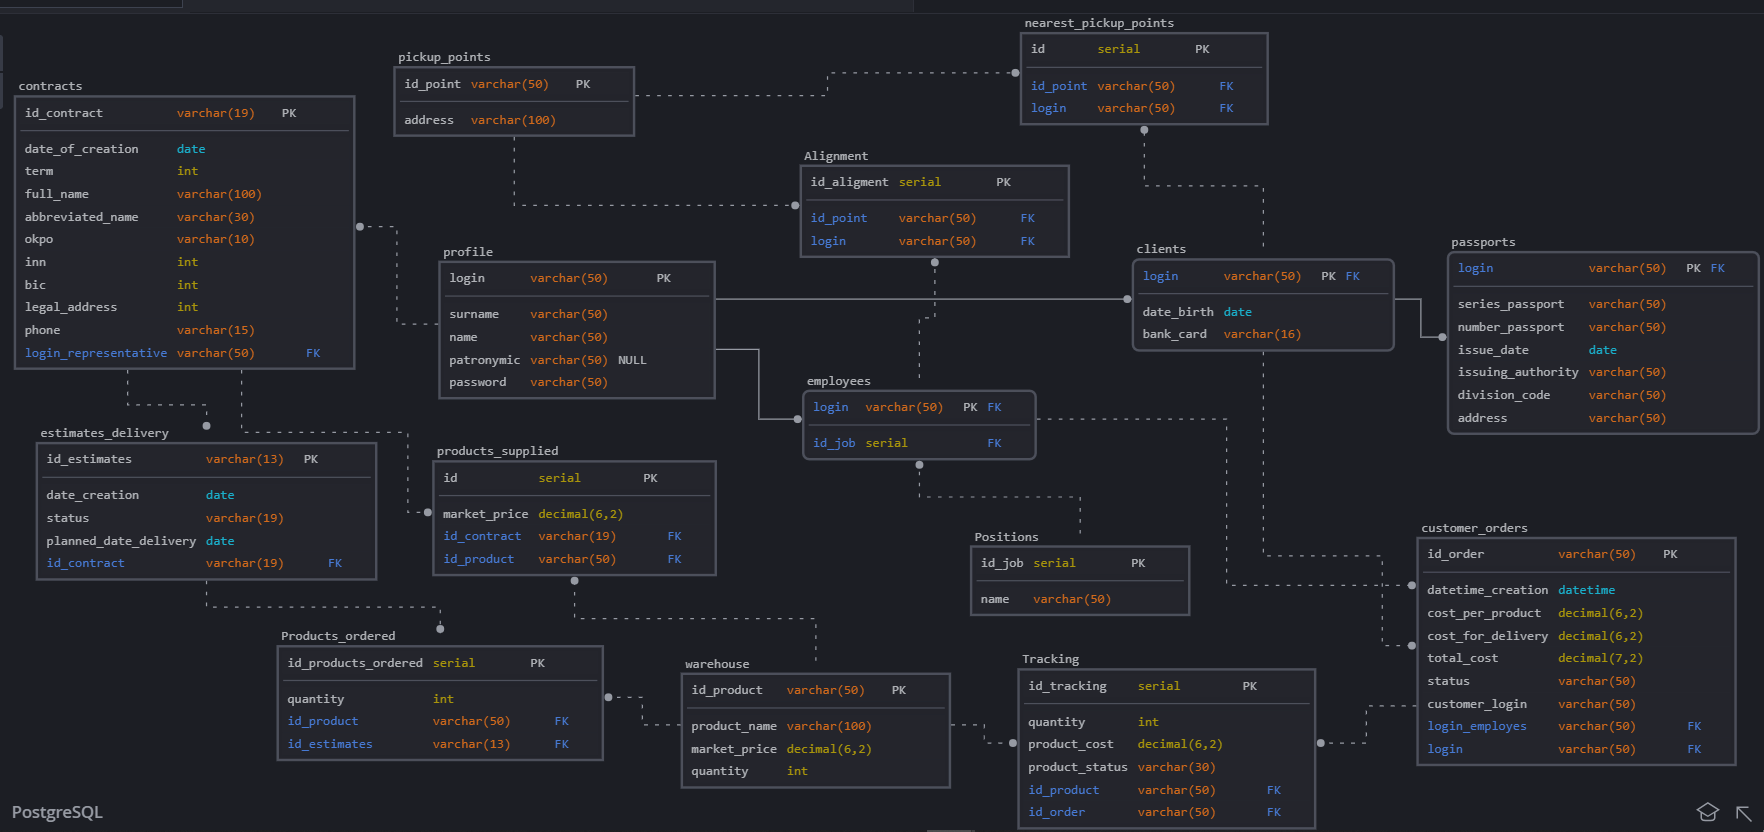 contracts
id_contract varchar(19) PK
date_of_creation date
term int
full_name varchar(100)
abbreviated_name varchar(30)
okpo varchar(10)
inn int
bic int
legal_address int
phone varchar(15)
login_representative varchar(50) FK
pickup_points
id_point varchar(50) PK
address varchar(100)
nearest_pickup_points
id serial PK
id_point varchar(50) FK
login varchar(50) FK
Alignment
id_aligment serial PK
id_point varchar(50) FK
login varchar(50) FK
profile
login varchar(50) PK
surname varchar(50)
name varchar(50)
patronymic varchar(50) NULL
password varchar(50)
clients
login varchar(50) PK FK
date_birth date
bank_card varchar(16)
passports
login varchar(50) PK FK
series_passport varchar(50)
number_passport varchar(50)
issue_date date
issuing_authority varchar(50)
division_code varchar(50)
address varchar(50)
employees
login varchar(50) PK FK
id_job serial FK
estimates_delivery
id_estimates varchar(13) PK
date_creation date
status varchar(19)
planned_date_delivery date
id_contract varchar(19) FK
products_supplied
id serial PK
market_price decimal(6,2)
id_contract varchar(19) FK
id_product varchar(50) FK
Positions
id_job serial PK
name varchar(50)
customer_orders
id_order varchar(50) PK
datetime_creation datetime
cost_per_product decimal(6,2)
cost_for_delivery decimal(6,2)
total_cost decimal(7,2)
status varchar(50)
customer_login varchar(50)
login_employes varchar(50) FK
login varchar(50) FK
Products_ordered
id_products_ordered serial PK
quantity int
id_product varchar(50) FK
id_estimates varchar(13) FK
warehouse
id_product varchar(50) PK
product_name varchar(100)
market_price decimal(6,2)
quantity int
Tracking
id_tracking serial PK
quantity int
product_cost decimal(6,2)
product_status varchar(30)
id_product varchar(50) FK
id_order varchar(50) FK
PostgreSQL